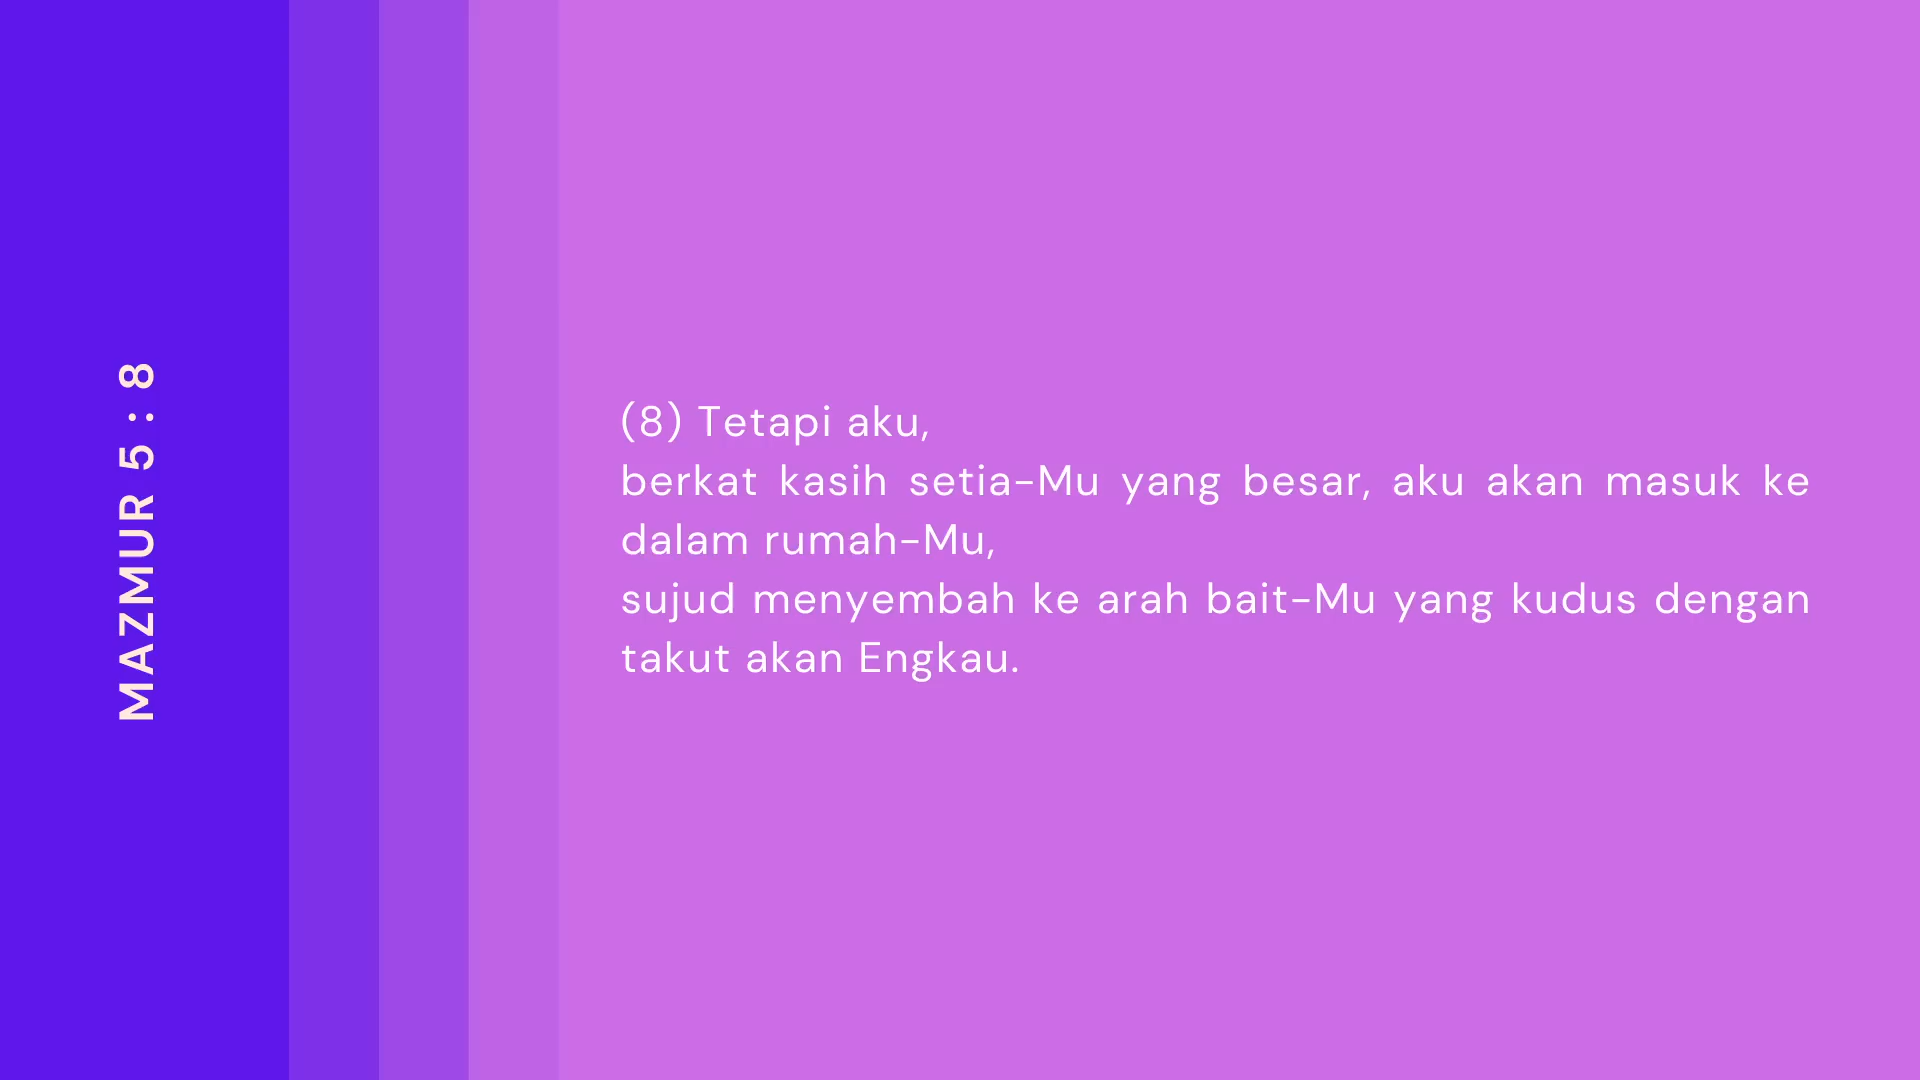 MAZMUR 5 : 8
(8) Tetapi aku,
berkat kasih setia-Mu yang besar, aku akan masuk ke
dalam rumah-Mu,
sujud menyembah ke arah bait-Mu yang kudus dengan
takut akan Engkau.